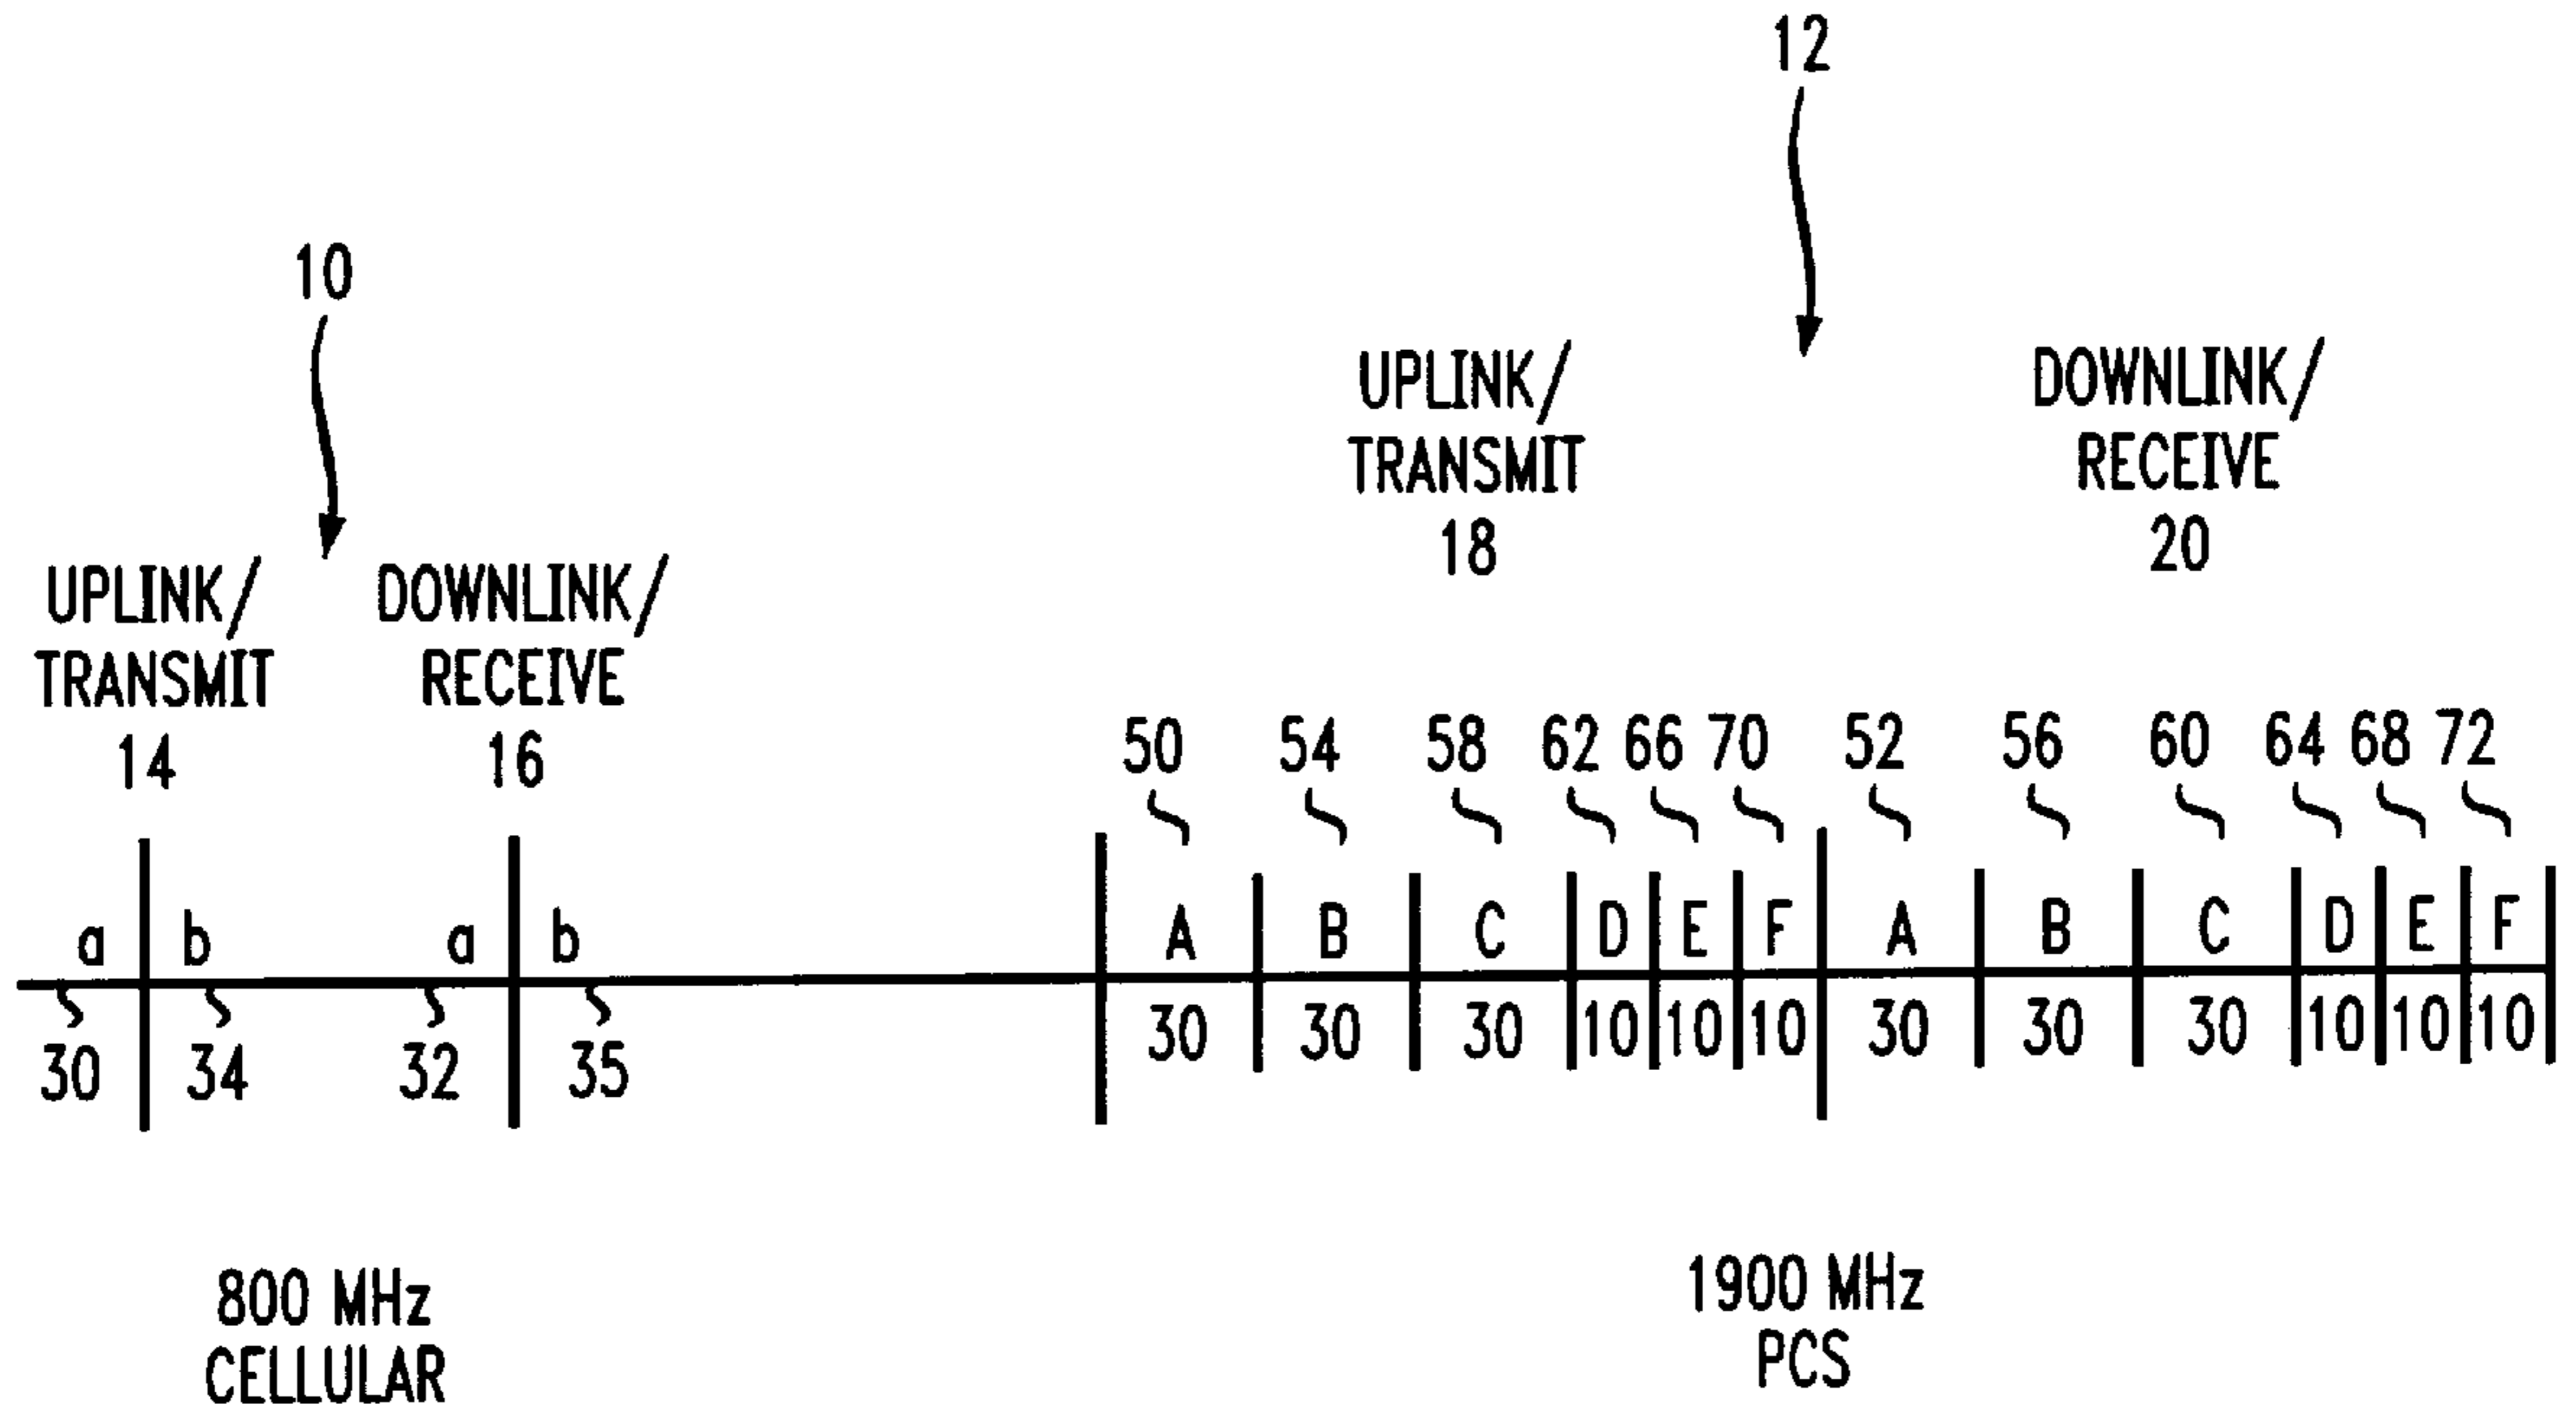 12
10
UPLINK/
TRANSMIT
18
DOWNLINK/
RECEIVE
20
UPLINK/
TRANSMIT
14
DOWNLINK/
RECEIVE
16
50 54 58 62 66 70 52 56 60 64 68 72
a b a b A B C D E F A B C D E F
30 34 32 35 30 30 30 10 10 10 30 30 30 10 10 10
800 MHz
CELLULAR
1900 MHz
PCS